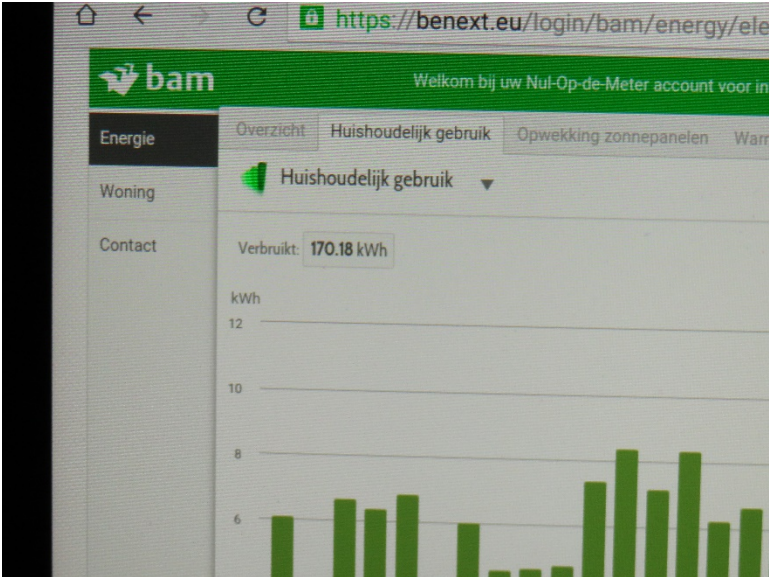 https://benext.eu/login/bam/energy/ele
bam
Welkom bij uw Nul-Op-de-Meter account voor in
Energie
Overzicht
Huishoudelijk gebruik
Opwekking zonnepanelen
Warr
Huishoudelijk gebruik
Woning
Contact
Verbruikt: 170.18 kWh
kWh
12
10
8
6